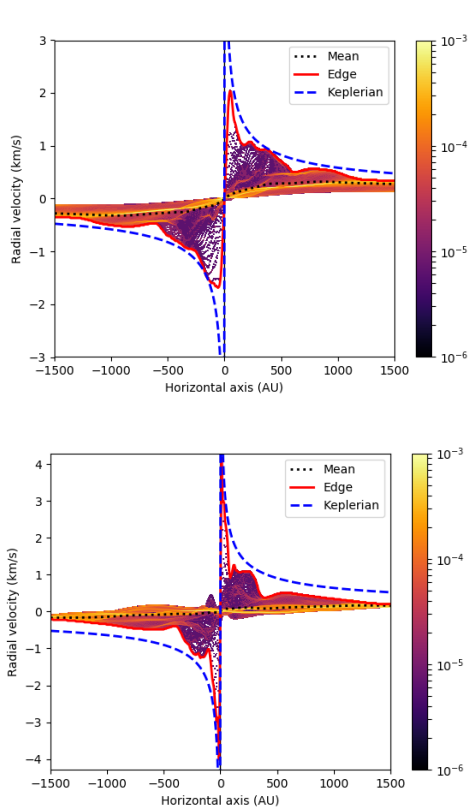 3
2
1
0
−1
−2
−3
Radial velocity (km/s)
Mean
Edge
Keplerian
−1500 −1000 −500 0 500 1000 1500
Horizontal axis (AU)
10−3
10−4
10−5
10−6
4
3
2
1
0
−1
−2
−3
−4
Radial velocity (km/s)
Mean
Edge
Keplerian
−1500 −1000 −500 0 500 1000 1500
Horizontal axis (AU)
10−3
10−4
10−5
10−6